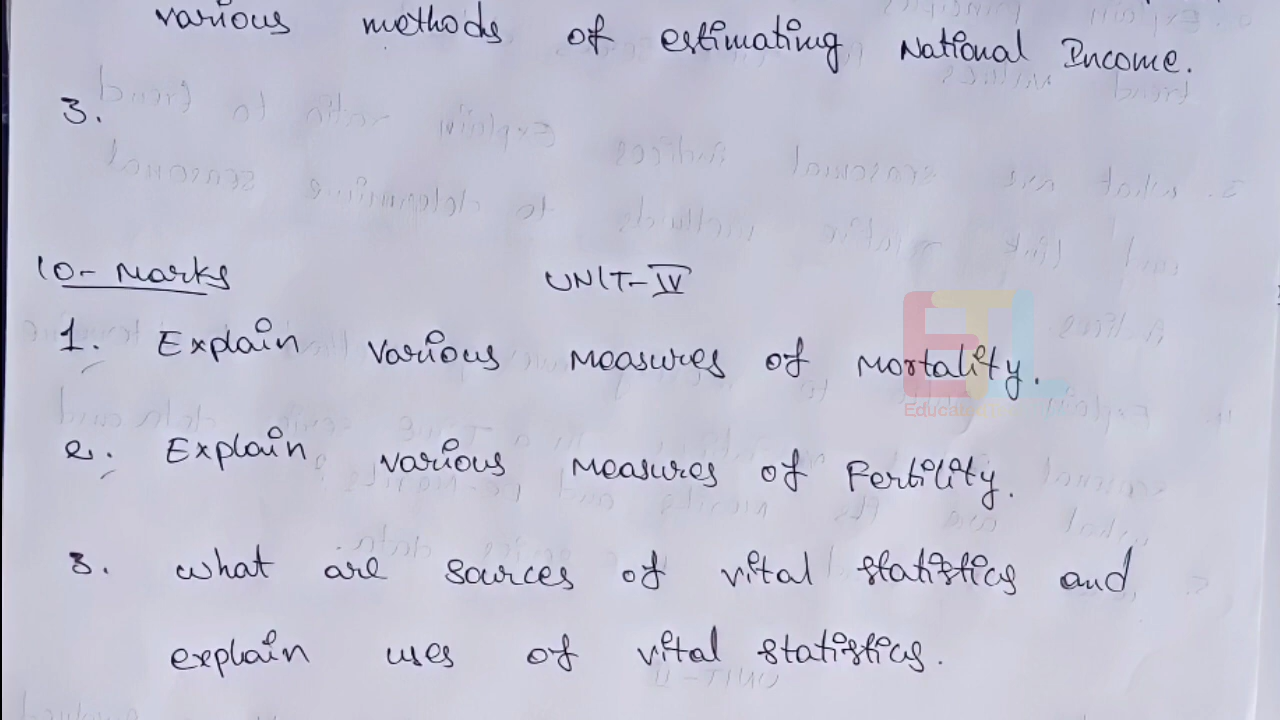 various methods of estimating National Income.
3.
10- Marks UNIT-IV
1. Explain various measures of mortality.
2. Explain various measures of Fertility.
3. what are sources of vital statistics and
explain uses of vital statistics.
ETL